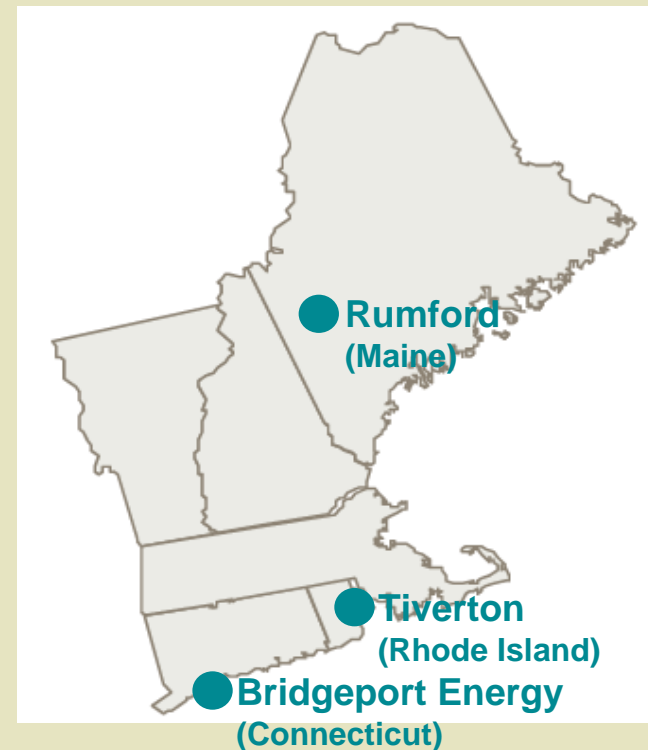 Rumford
(Maine)
Tiverton
(Rhode Island)
Bridgeport Energy
(Connecticut)